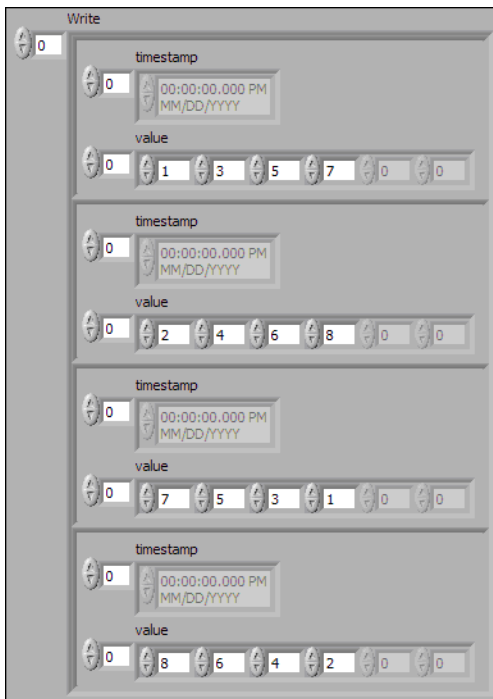 Write
0
timestamp
0
00:00:00.000 PM
MM/DD/YYYY
value
0 1 3 5 7 0 0
timestamp
0
00:00:00.000 PM
MM/DD/YYYY
value
0 2 4 6 8 0 0
timestamp
0
00:00:00.000 PM
MM/DD/YYYY
value
0 7 5 3 1 0 0
timestamp
0
00:00:00.000 PM
MM/DD/YYYY
value
0 8 6 4 2 0 0